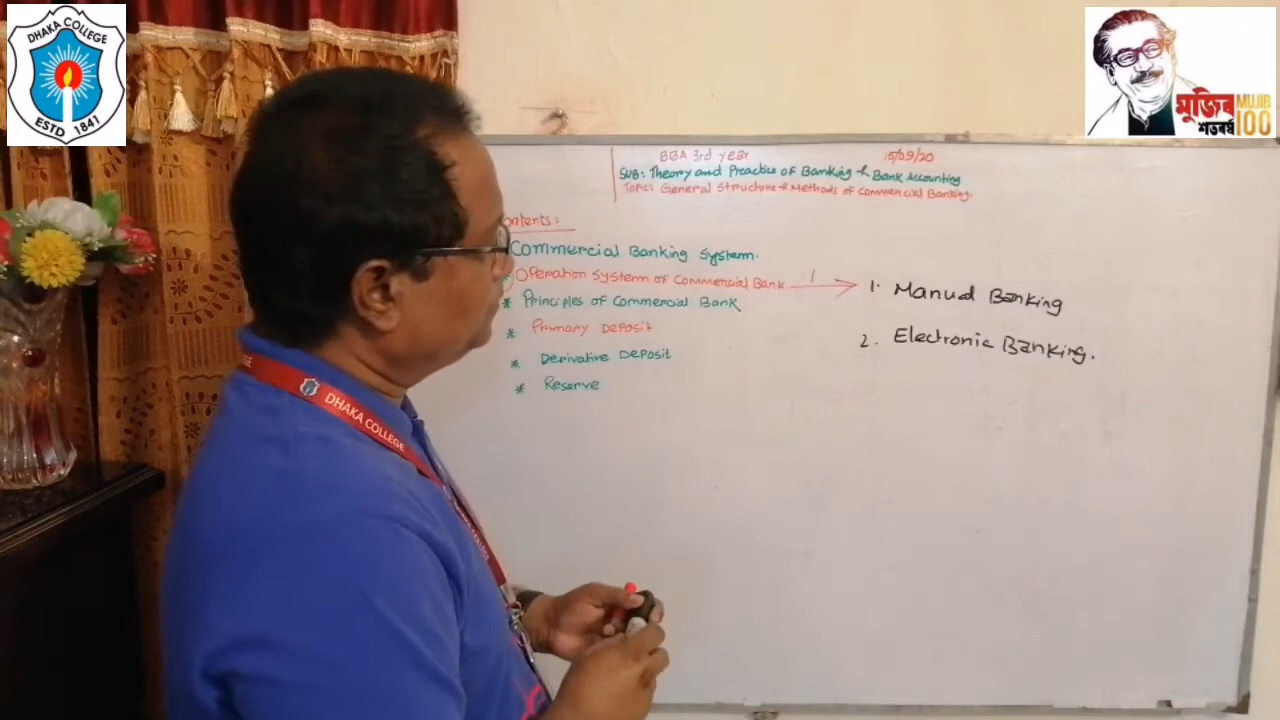 DHAKA COLLEGE
ESTD 1841
মুজিব
শতবর্ষ
MUJIB
100
BBA 3rd year 15/09/20
SUB: Theory and Preactice of Banking & Bank Accounting
Topic: General Structure & Methods of Commercial Banking.
ontents:
Commercial Banking System.
* Operation System of Commercial Bank 1. Manual Banking
* Principles of Commercial Bank
* Primary Deposit 2. Electronic Banking.
* Derivative Deposit
* Reserve
DHAKA COLLEGE